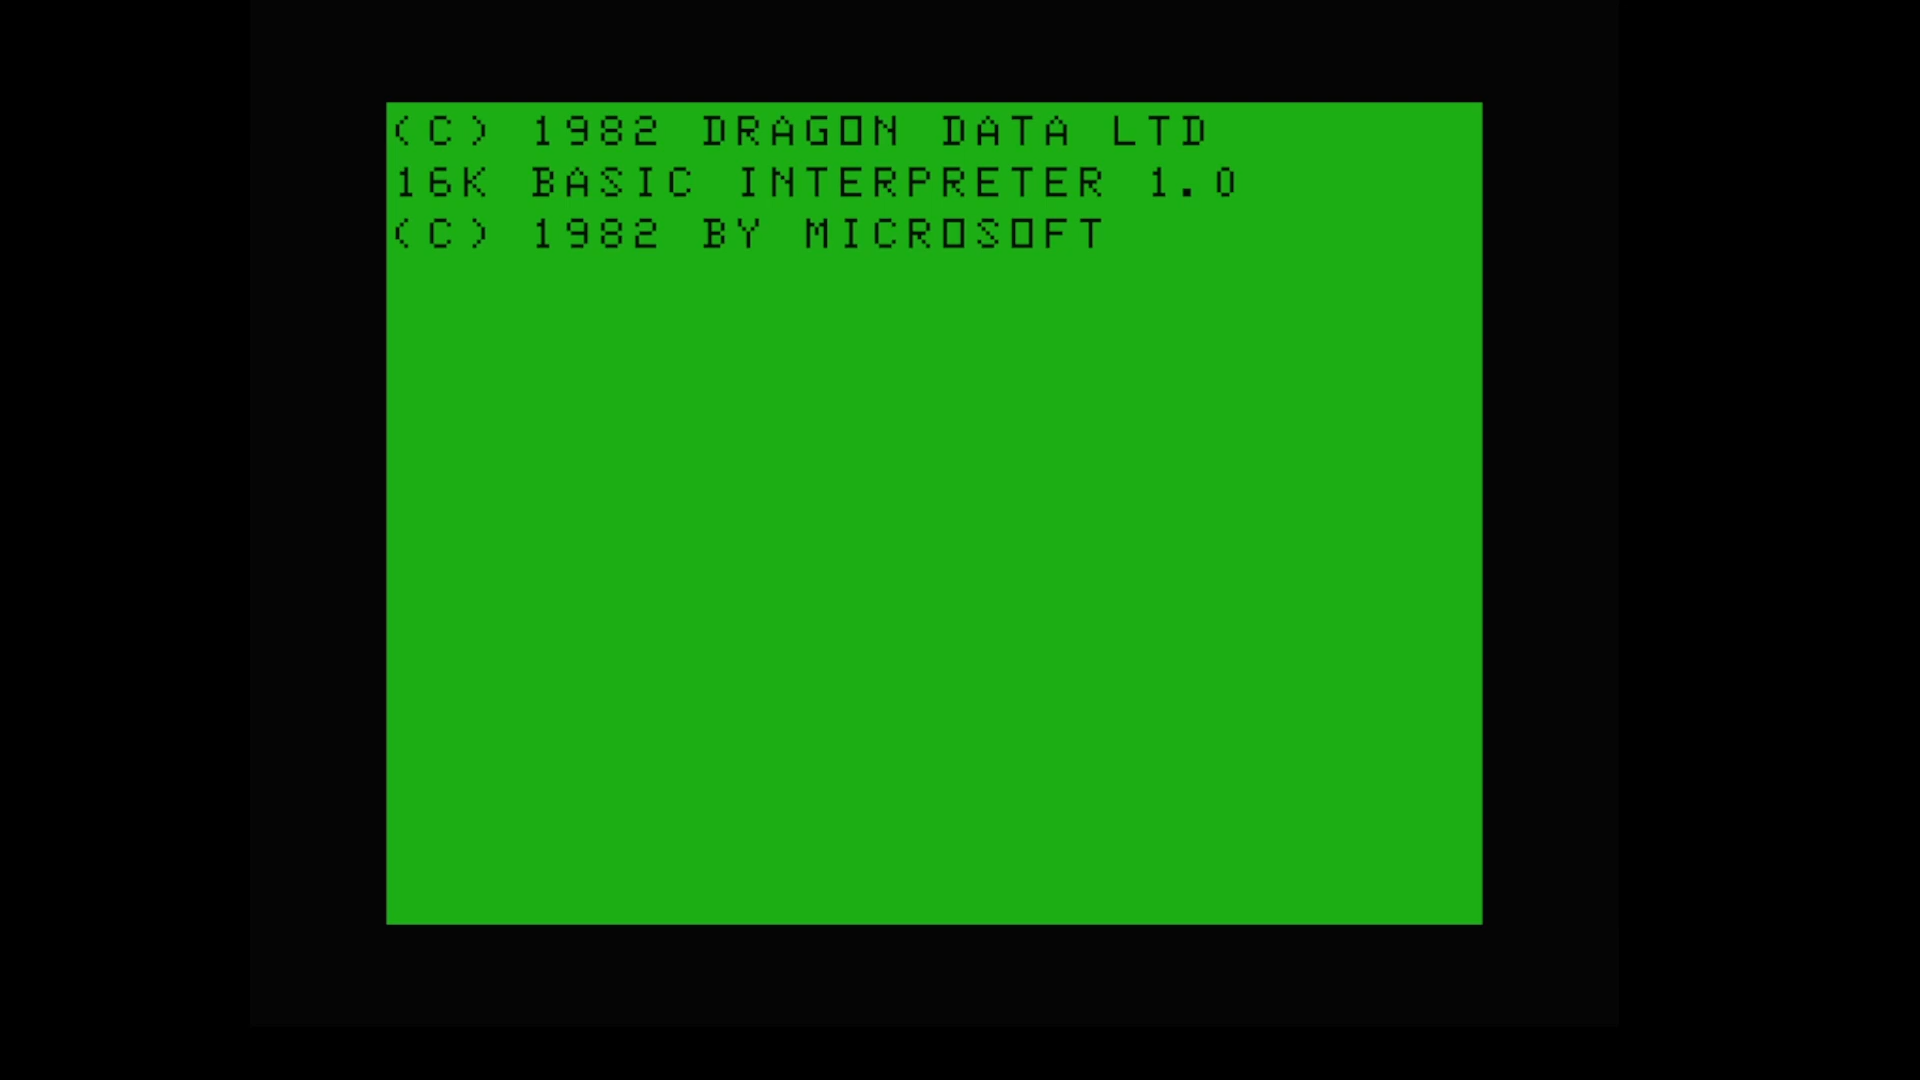 (C) 1982 DRAGON DATA LTD
16K BASIC INTERPRETER 1.0
(C) 1982 BY MICROSOFT